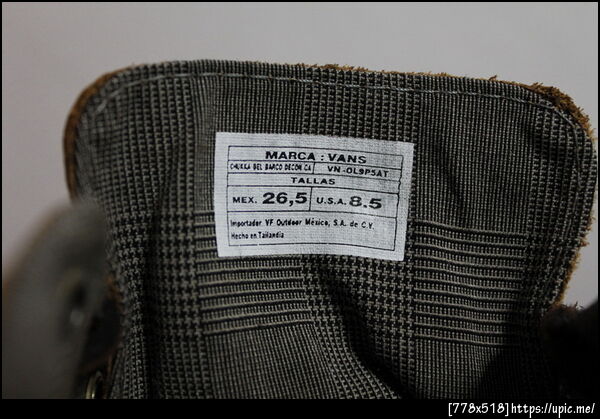 MARCA : VANS
CHUKKA DEL BARCO DECON CA VN-0L9P5AT
TALLAS
MEX. 26,5 U.S.A. 8.5
Importador VF Outdoor México, S.A. de C.V.
Hecho en Tailandia
[778x518]https://upic.me/